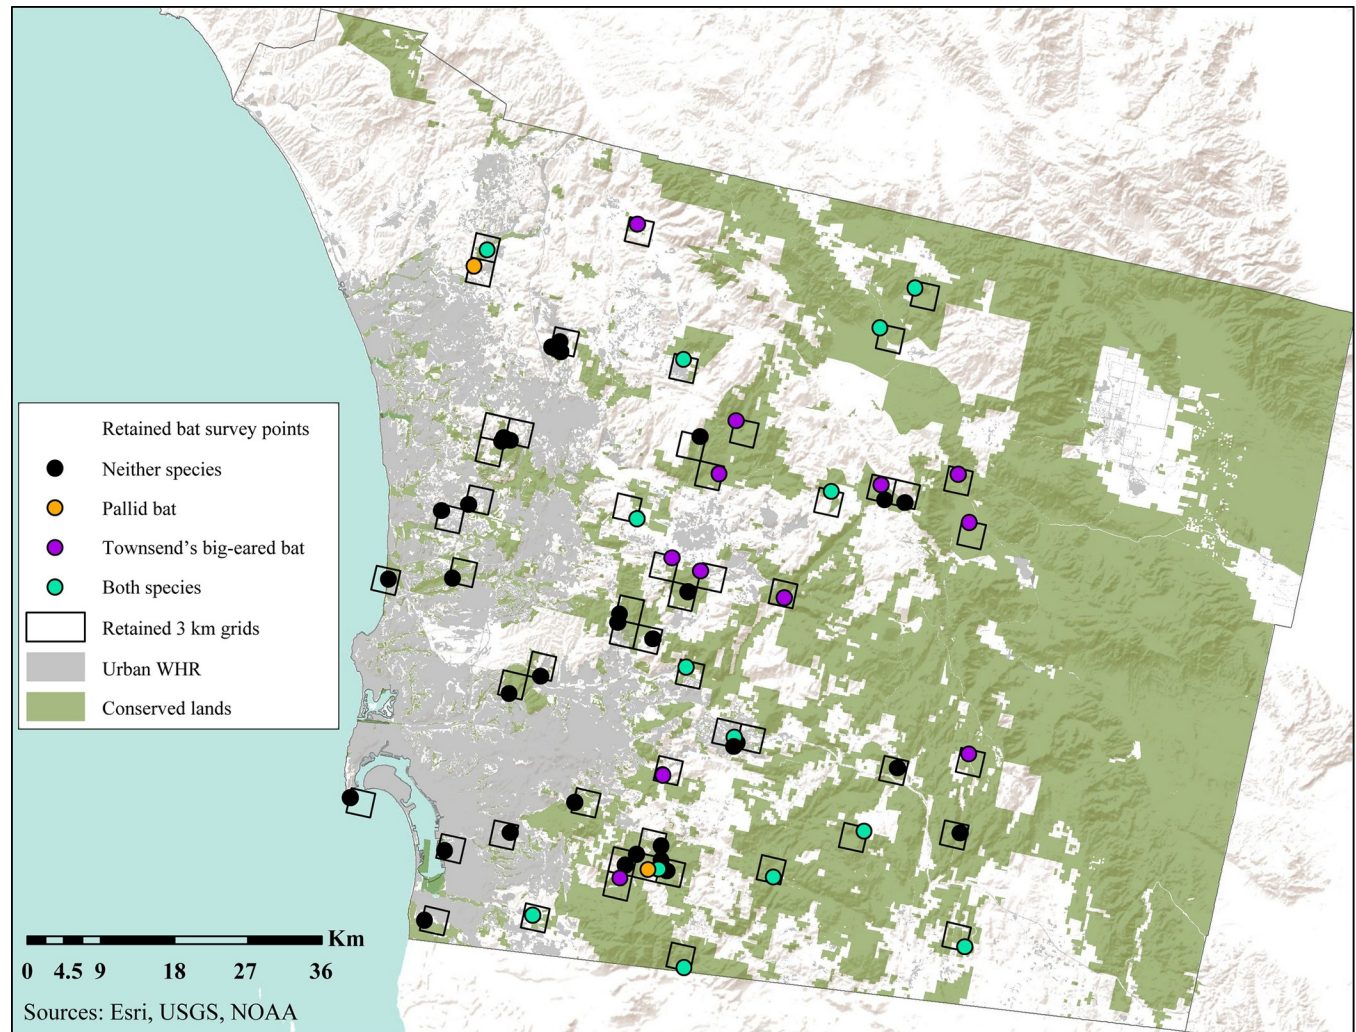 Retained bat survey points
Neither species
Pallid bat
Townsend’s big-eared bat
Both species
Retained 3 km grids
Urban WHR
Conserved lands
Km
0 4.5 9 18 27 36
Sources: Esri, USGS, NOAA